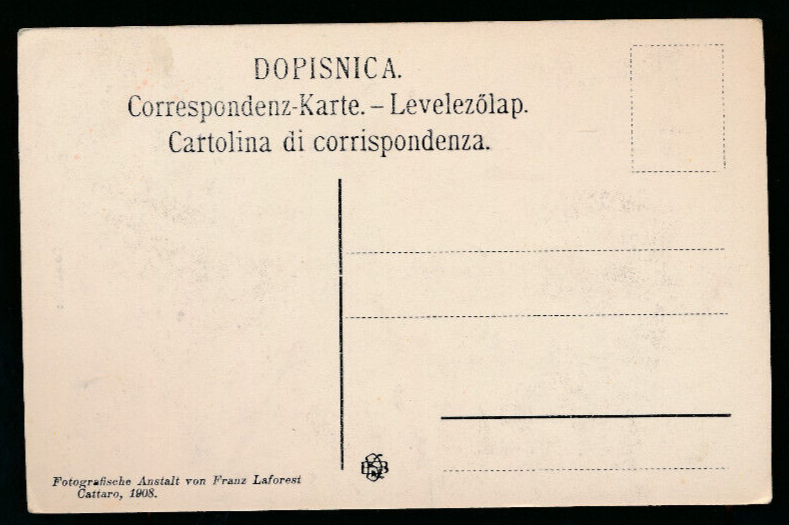 DOPISNICA.
Correspondenz-Karte. – Levelezőlap.
Cartolina di corrispondenza.
Fotografische Anstalt von Franz Laforest
Cattaro, 1908.